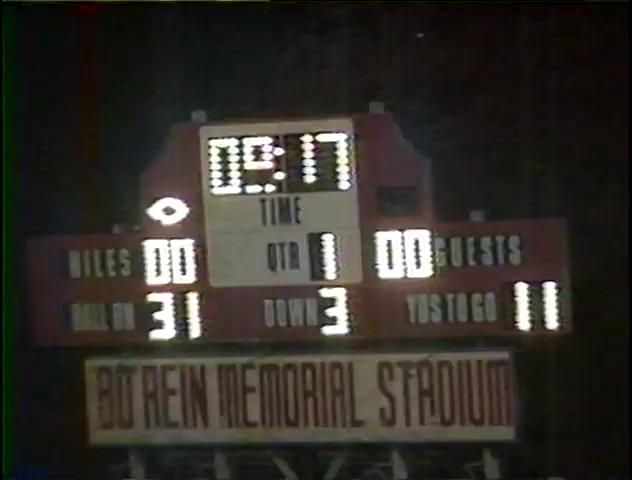 09:17
TIME
NILES 00 QTR 1 00 GUESTS
BALL ON 31 DOWN 3 YDS TO GO 11
BO REIN MEMORIAL STADIUM